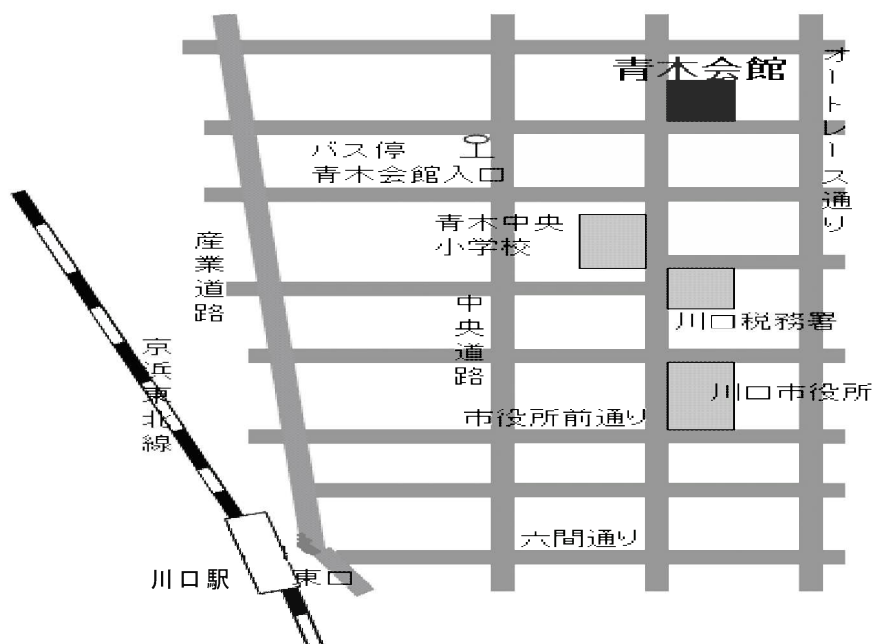 青木会館
オートレース通り
バス停
青木会館入口
青木中央
小学校
産業道路
中央道路
川口税務署
京浜東北線
川口市役所
市役所前通り
六間通り
川口駅
東口